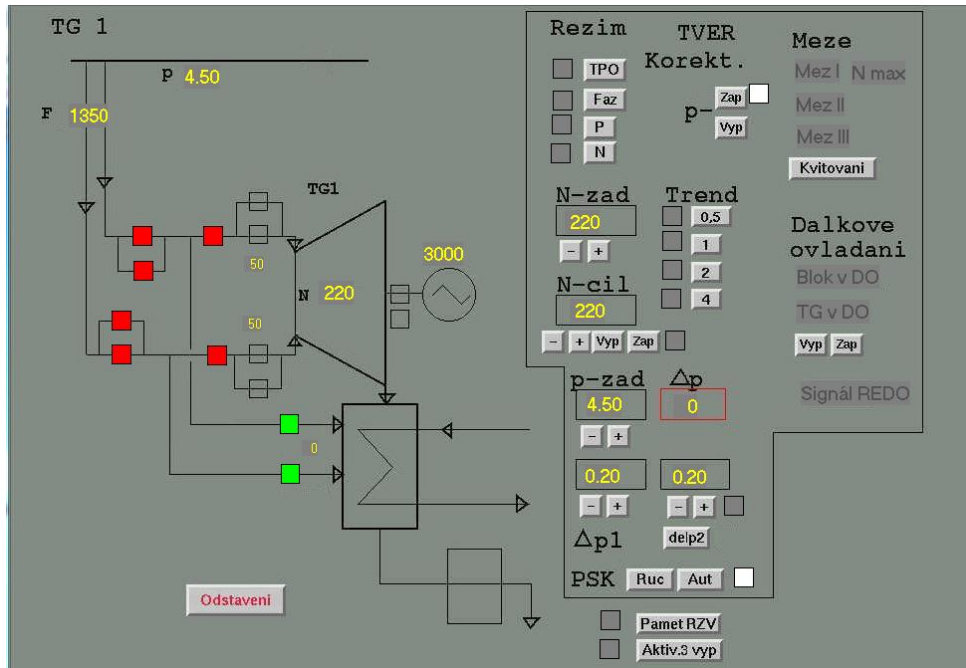 TG 1
p 4.50
F 1350
TG1
50
N 220
3000
50
0
Odstaveni
Rezim
TPO
Faz
P
N
TVER
Korekt.
p- Zap
Vyp
Meze
Mez I N max
Mez II
Mez III
Kvitovani
N-zad
220
- +
Trend
0,5
1
2
4
N-cil
220
- + Vyp Zap
Dalkove
ovladani
Blok v DO
TG v DO
Vyp Zap
Signál REDO
p-zad Δp
4.50 0
- +
0.20 0.20
- + - +
Δp1 delp2
PSK Ruc Aut
Pamet RZV
Aktiv.3 vyp